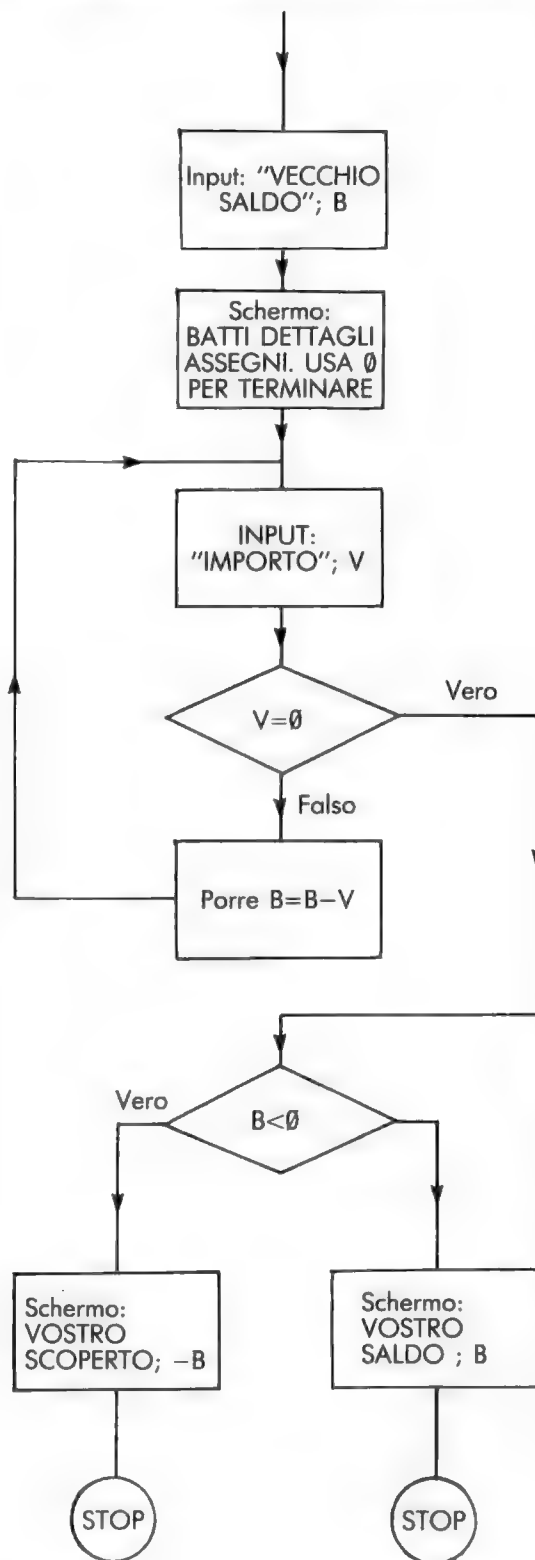 Input: "VECCHIO
SALDO"; B
Schermo:
BATTI DETTAGLI
ASSEGNI. USA Ø
PER TERMINARE
INPUT:
"IMPORTO"; V
V=Ø
Vero
Falso
Porre B=B−V
B<Ø
Vero
Schermo:
VOSTRO
SCOPERTO; −B
Schermo:
VOSTRO
SALDO ; B
STOP
STOP